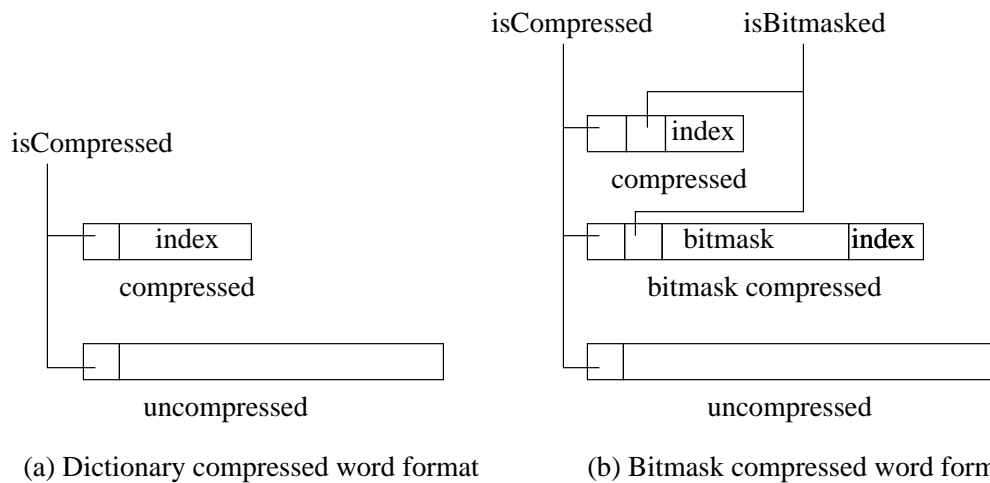 isCompressed
index
compressed
uncompressed
(a) Dictionary compressed word format
isCompressed isBitmasked
index
compressed
bitmask index
bitmask compressed
uncompressed
(b) Bitmask compressed word form